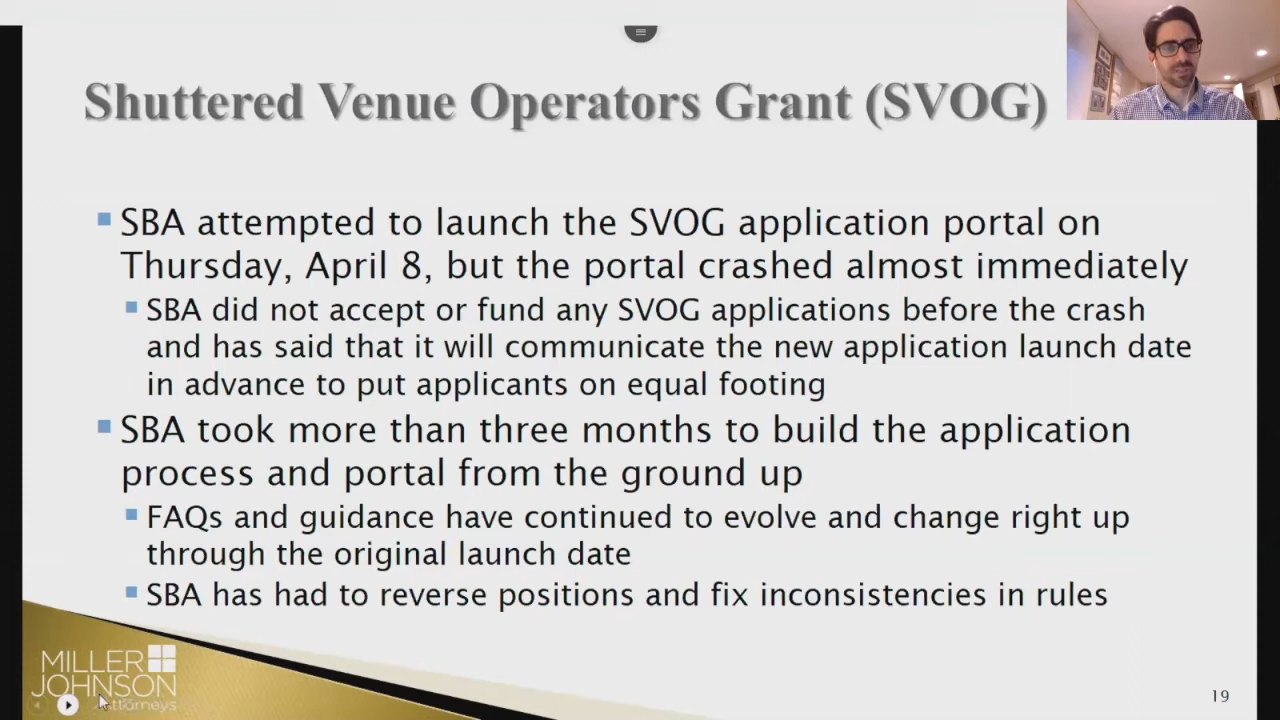 Shuttered Venue Operators Grant (SVOG)
SBA attempted to launch the SVOG application portal on
Thursday, April 8, but the portal crashed almost immediately
SBA did not accept or fund any SVOG applications before the crash
and has said that it will communicate the new application launch date
in advance to put applicants on equal footing
SBA took more than three months to build the application
process and portal from the ground up
FAQs and guidance have continued to evolve and change right up
through the original launch date
SBA has had to reverse positions and fix inconsistencies in rules
MILLER
JOHNSON
Attorneys
19